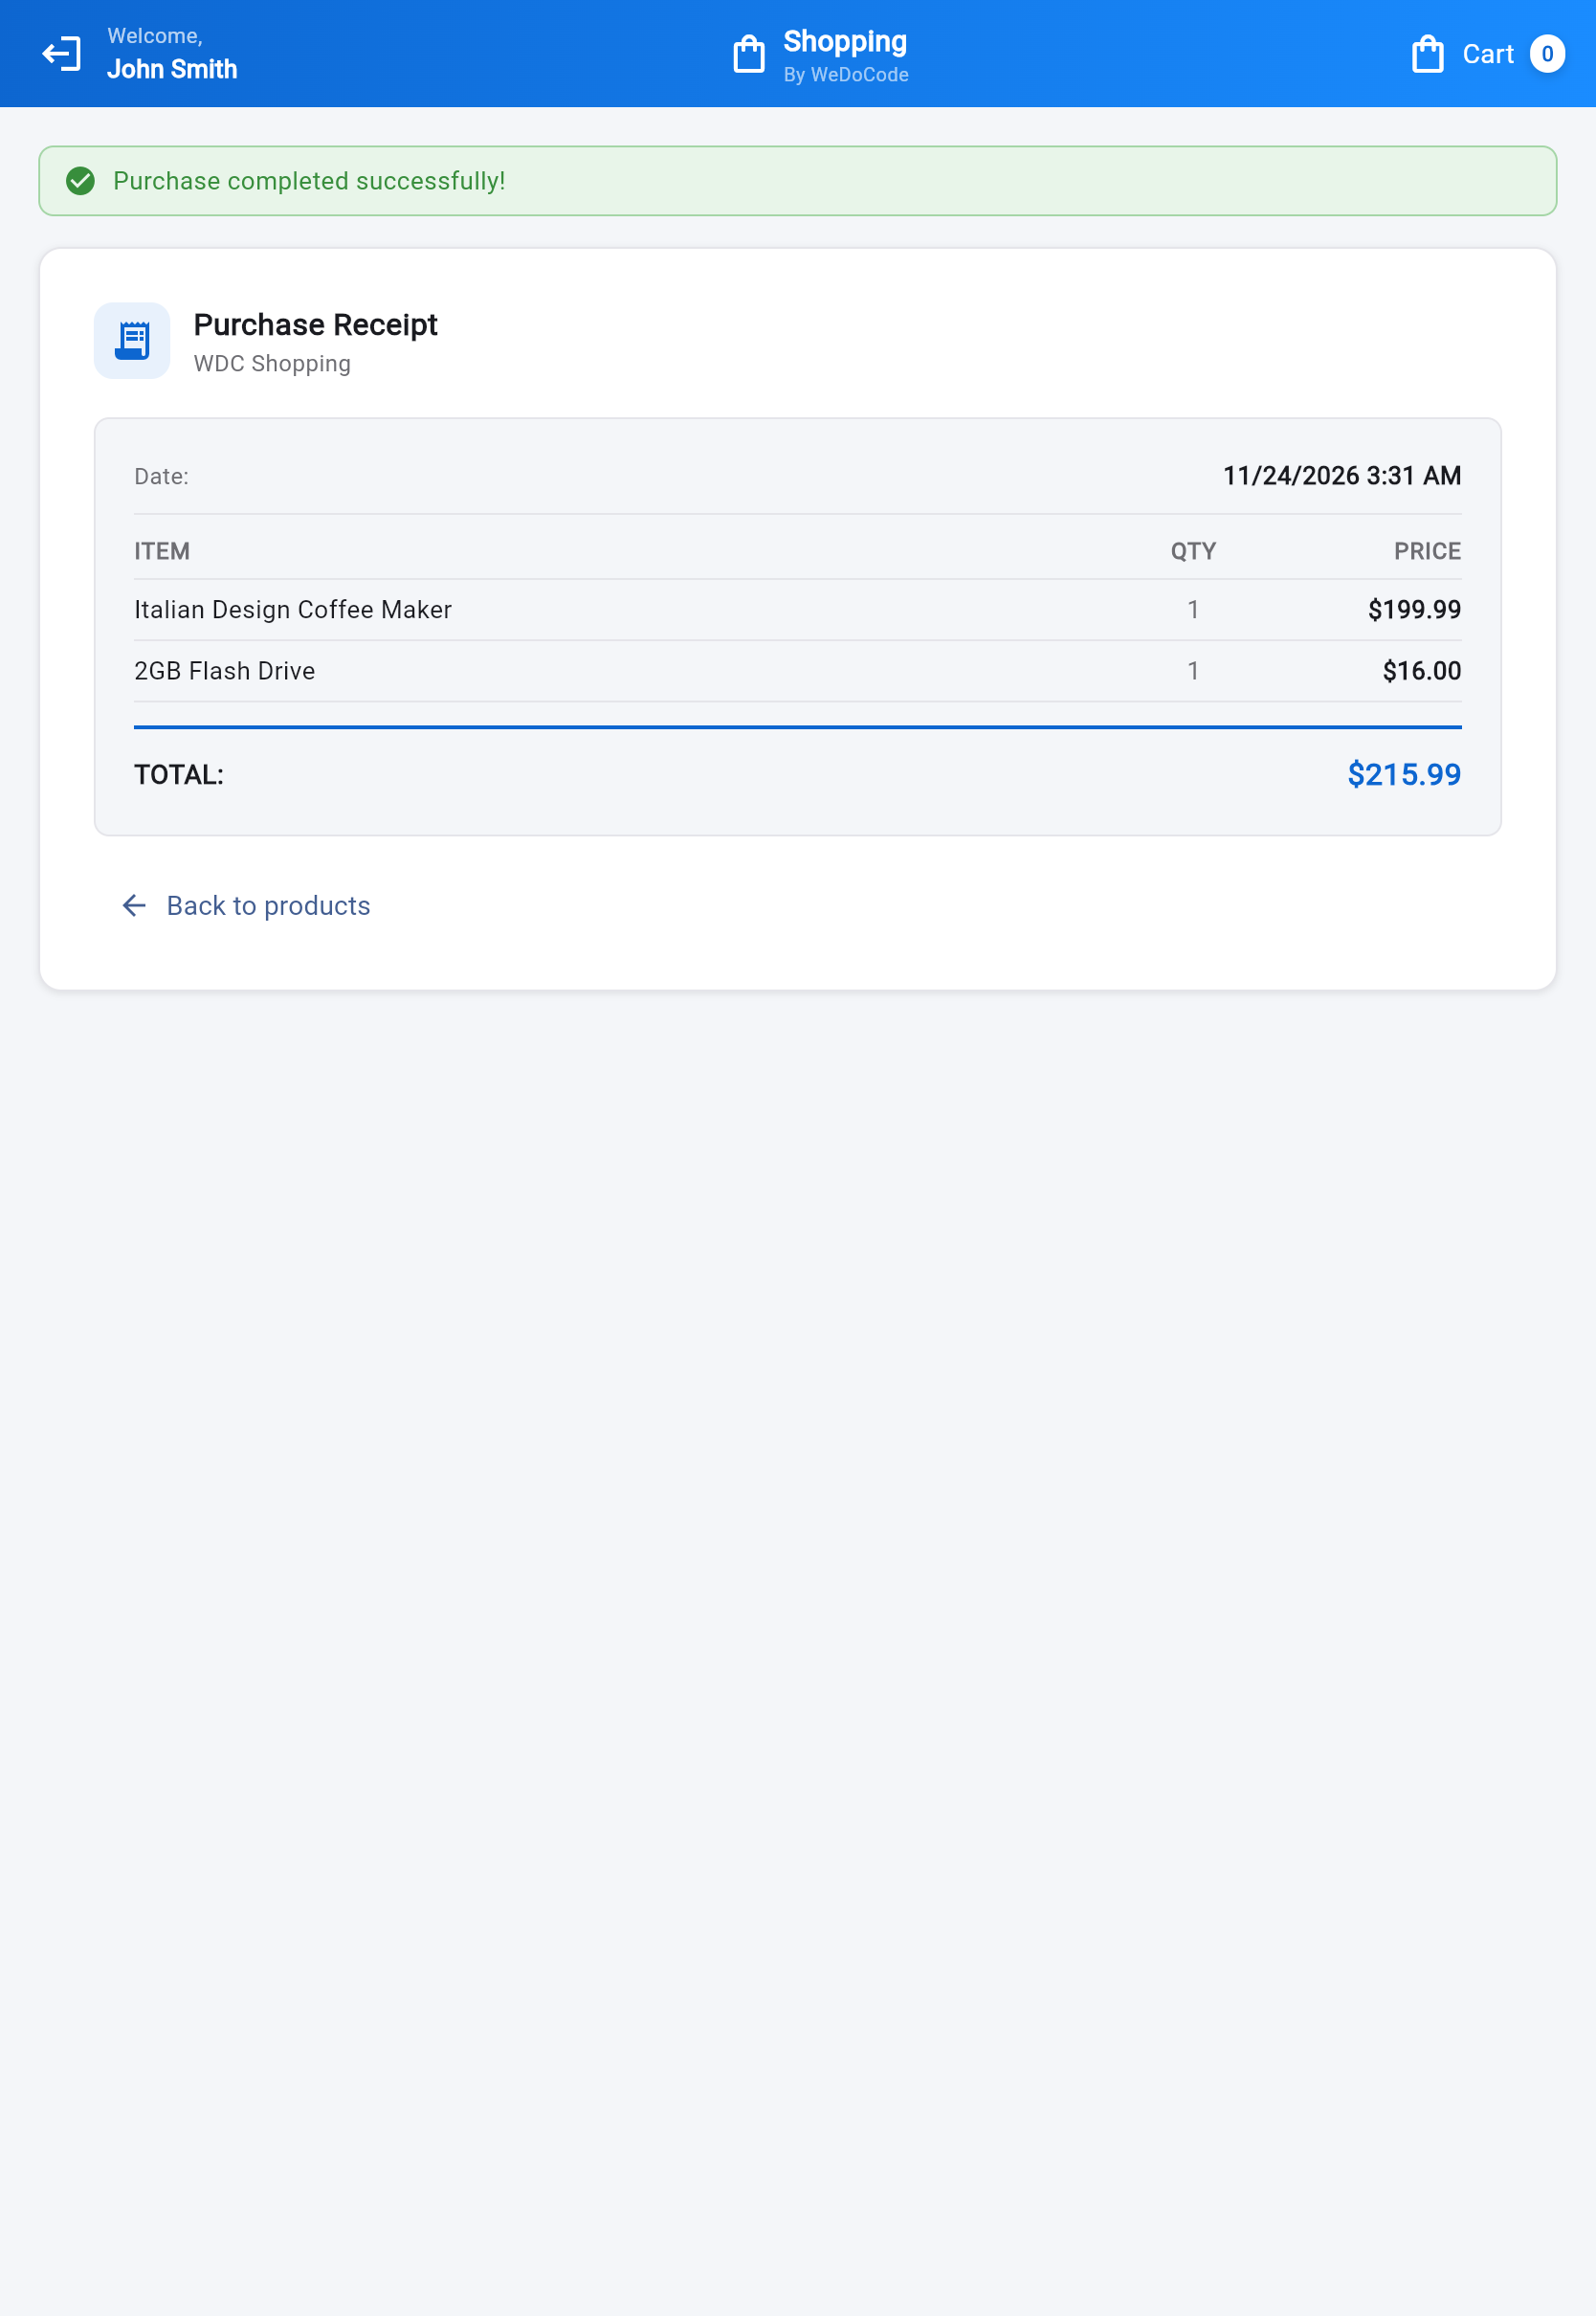 Welcome,
John Smith
Shopping
By WeDoCode
Cart 0
Purchase completed successfully!
Purchase Receipt
WDC Shopping
Date: 11/24/2026 3:31 AM
ITEM QTY PRICE
Italian Design Coffee Maker 1 $199.99
2GB Flash Drive 1 $16.00
TOTAL: $215.99
Back to products